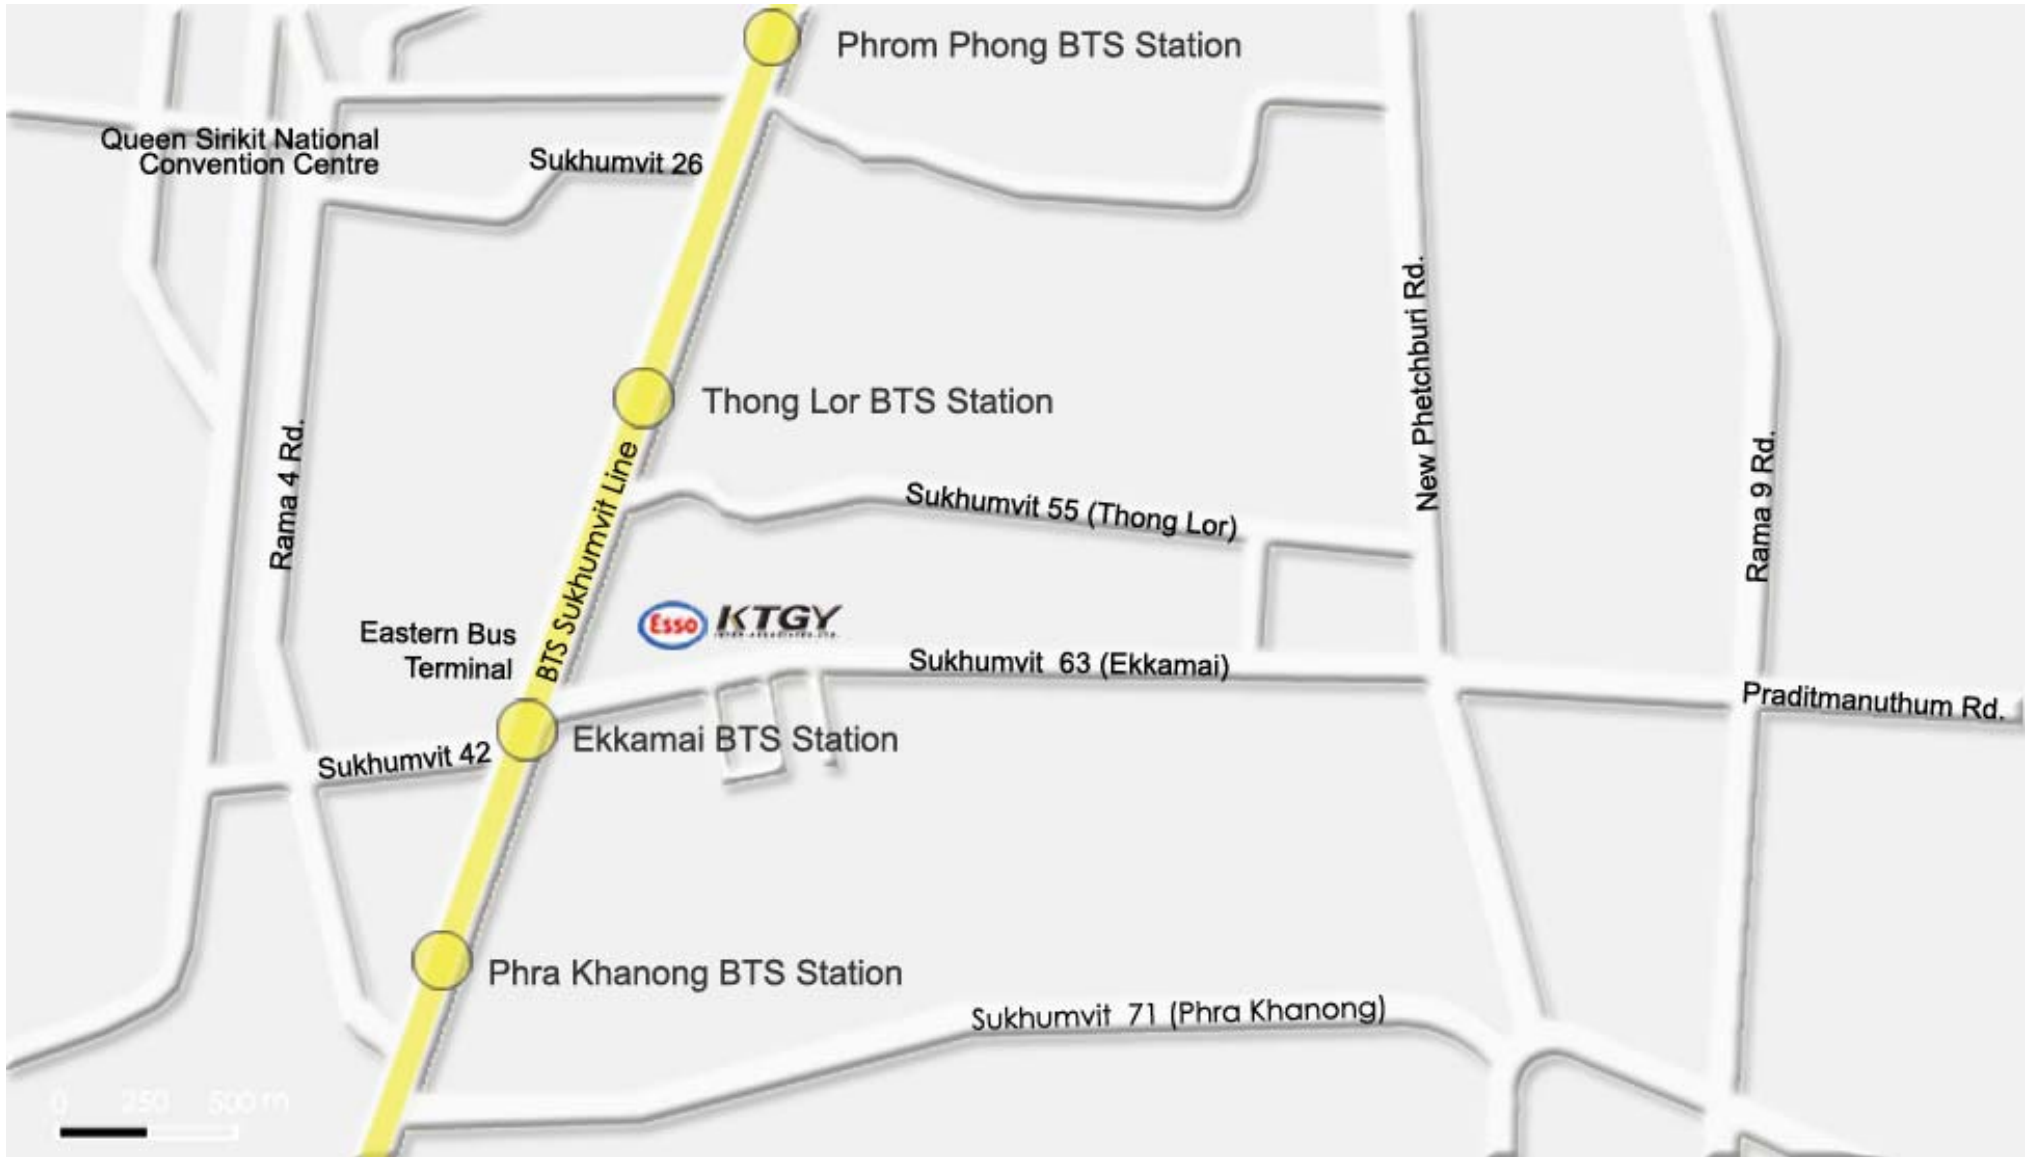 Phrom Phong BTS Station
Queen Sirikit National
Convention Centre
Sukhumvit 26
New Phetchburi Rd.
Thong Lor BTS Station
Rama 4 Rd.
BTS Sukhumvit Line
Sukhumvit 55 (Thong Lor)
Rama 9 Rd.
Esso
KTGY
Eastern Bus
Terminal
Sukhumvit 63 (Ekkamai)
Praditmanuthum Rd.
Ekkamai BTS Station
Sukhumvit 42
Phra Khanong BTS Station
Sukhumvit 71 (Phra Khanong)
0 250 500 m